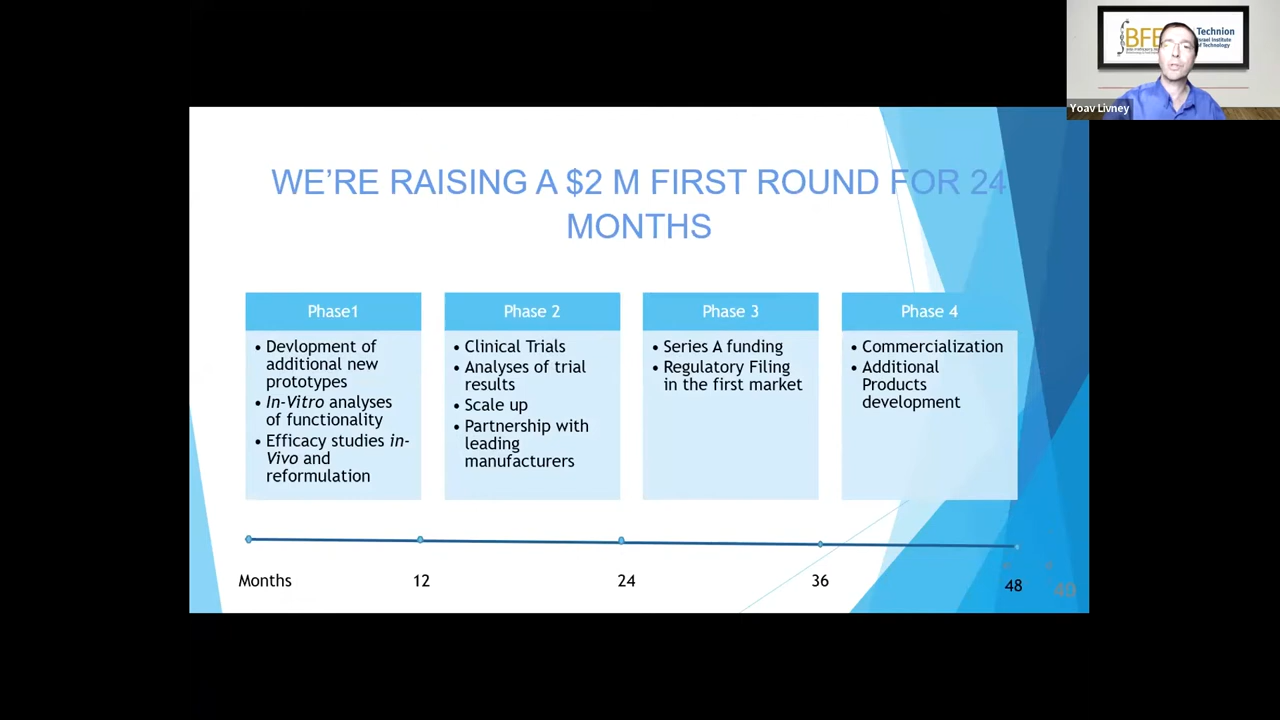 BFE
Technion
Israel Institute
of Technology
Yoav Livney
WE'RE RAISING A $2 M FIRST ROUND FOR 24
MONTHS
Phase1
• Devlopment of
additional new
prototypes
• In-Vitro analyses
of functionality
• Efficacy studies in-
Vivo and
reformulation
Phase 2
• Clinical Trials
• Analyses of trial
results
• Scale up
• Partnership with
leading
manufacturers
Phase 3
• Series A funding
• Regulatory Filing
in the first market
Phase 4
• Commercialization
• Additional
Products
development
Months 12 24 36 48